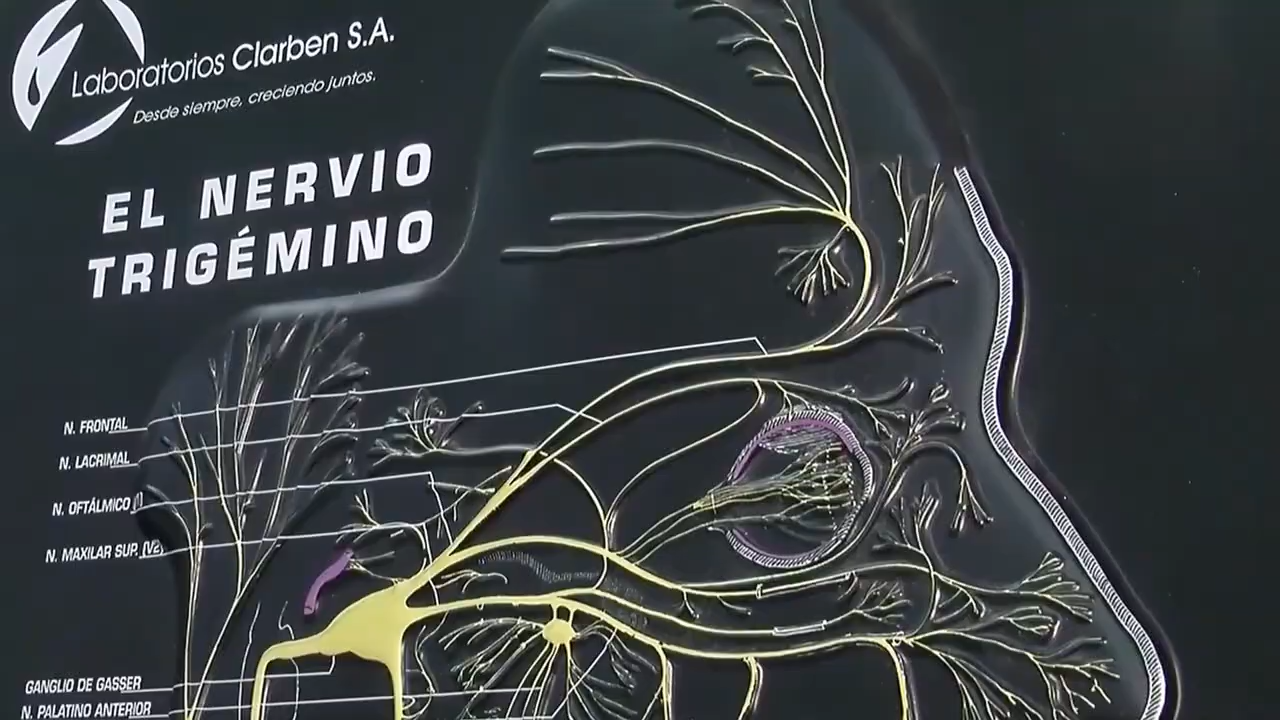 Laboratorios Clarben S.A.
Desde siempre, creciendo juntos.
EL NERVIO
TRIGÉMINO
N. FRONTAL
N. LACRIMAL
N. OFTÁLMICO (I)
N. MAXILAR SUP. (V2)
GANGLIO DE GASSER
N. PALATINO ANTERIOR